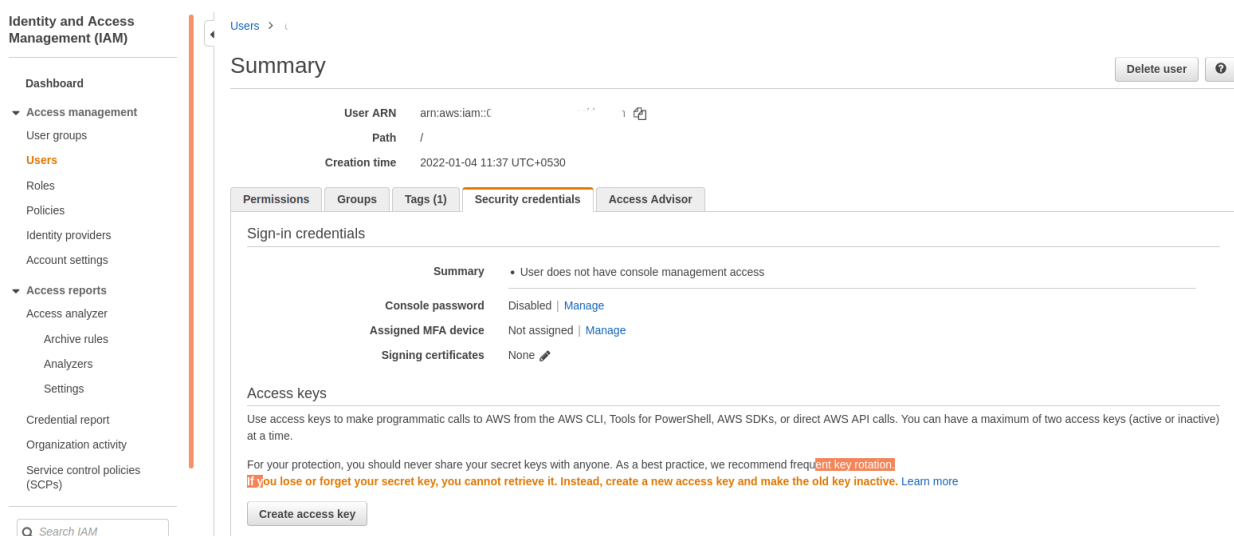 Identity and Access
Management (IAM)
Dashboard
Access management
User groups
Users
Roles
Policies
Identity providers
Account settings
Access reports
Access analyzer
Archive rules
Analyzers
Settings
Credential report
Organization activity
Service control policies
(SCPs)
Search IAM
Users
Summary
Delete user
User ARN arn:aws:iam::
Path /
Creation time 2022-01-04 11:37 UTC+0530
Permissions Groups Tags (1) Security credentials Access Advisor
Sign-in credentials
Summary • User does not have console management access
Console password Disabled | Manage
Assigned MFA device Not assigned | Manage
Signing certificates None
Access keys
Use access keys to make programmatic calls to AWS from the AWS CLI, Tools for PowerShell, AWS SDKs, or direct AWS API calls. You can have a maximum of two access keys (active or inactive)
at a time.
For your protection, you should never share your secret keys with anyone. As a best practice, we recommend frequent key rotation.
If you lose or forget your secret key, you cannot retrieve it. Instead, create a new access key and make the old key inactive. Learn more
Create access key